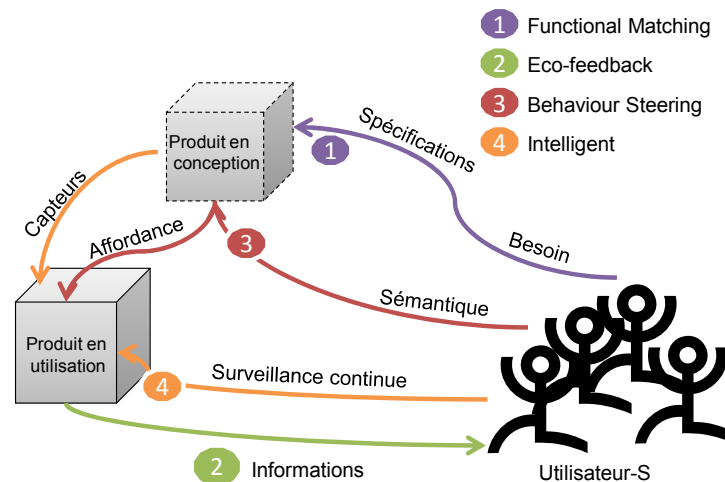 1 Functional Matching
2 Eco-feedback
3 Behaviour Steering
4 Intelligent
Produit en
conception
1
Spécifications
Besoin
Capteurs
Affordance
3
Sémantique
Produit en
utilisation
4
Surveillance continue
2 Informations
Utilisateur-S